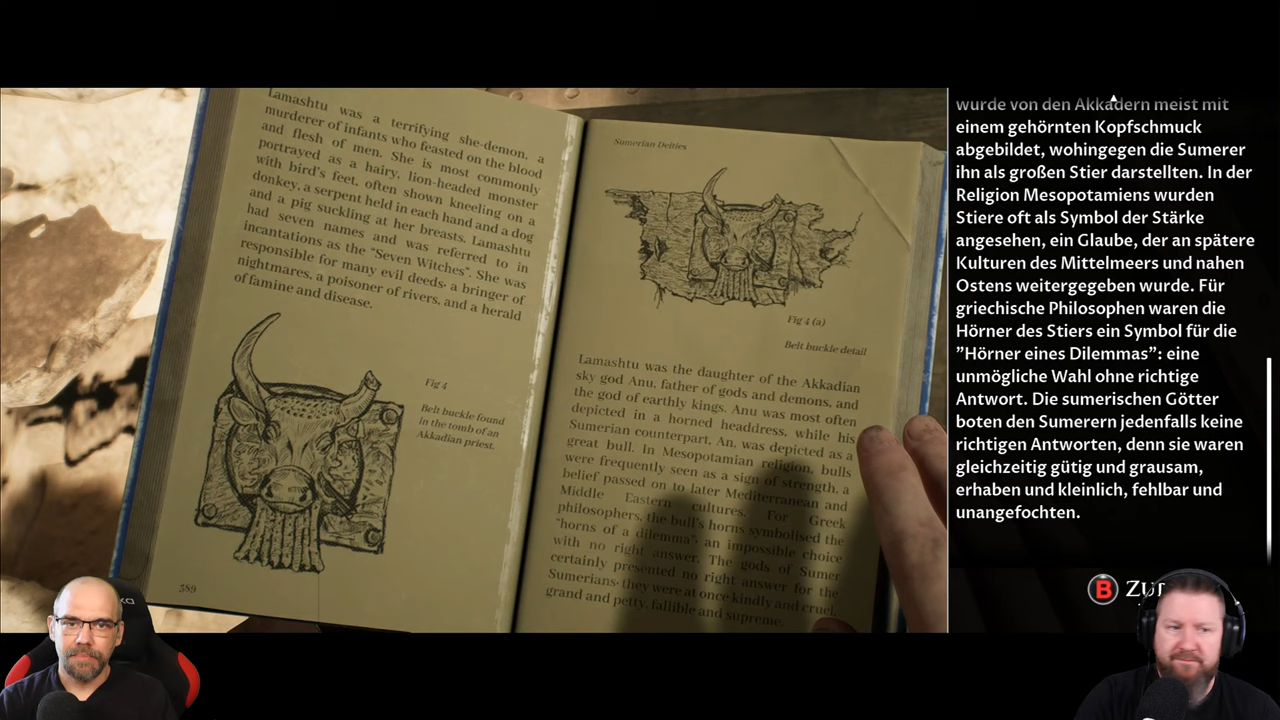 Lamashtu was a terrifying she-demon, a
murderer of infants who feasted on the blood
and flesh of men. She is most commonly
portrayed as a hairy, lion-headed monster
with bird's feet, often shown kneeling on a
donkey, a serpent held in each hand and a dog
and a pig suckling at her breasts. Lamashtu
had seven names and was referred to in
incantations as the "Seven Witches". She was
responsible for many evil deeds- a bringer of
nightmares, a poisoner of rivers, and a herald
of famine and disease.
Fig 4
Belt buckle found
in the tomb of an
Akkadian priest.
389
Sumerian Deities
Fig 4 (a)
Belt buckle detail
Lamashtu was the daughter of the Akkadian
sky god Anu, father of gods and demons, and
the god of earthly kings. Anu was most often
depicted in a horned headdress, while his
Sumerian counterpart, An, was depicted as a
great bull. In Mesopotamian religion, bulls
were frequently seen as a sign of strength, a
belief passed on to later Mediterranean and
Middle Eastern cultures. For Greek
philosophers, the bull's horns symbolised the
"horns of a dilemma"- an impossible choice
with no right answer. The gods of Sumer
certainly presented no right answer for the
Sumerians- they were at once kindly and cruel,
grand and petty, fallible and supreme.
wurde von den Akkadern meist mit
einem gehörnten Kopfschmuck
abgebildet, wohingegen die Sumerer
ihn als großen Stier darstellten. In der
Religion Mesopotamiens wurden
Stiere oft als Symbol der Stärke
angesehen, ein Glaube, der an spätere
Kulturen des Mittelmeers und nahen
Ostens weitergegeben wurde. Für
griechische Philosophen waren die
Hörner des Stiers ein Symbol für die
"Hörner eines Dilemmas": eine
unmögliche Wahl ohne richtige
Antwort. Die sumerischen Götter
boten den Sumerern jedenfalls keine
richtigen Antworten, denn sie waren
gleichzeitig gütig und grausam,
erhaben und kleinlich, fehlbar und
unangefochten.
B